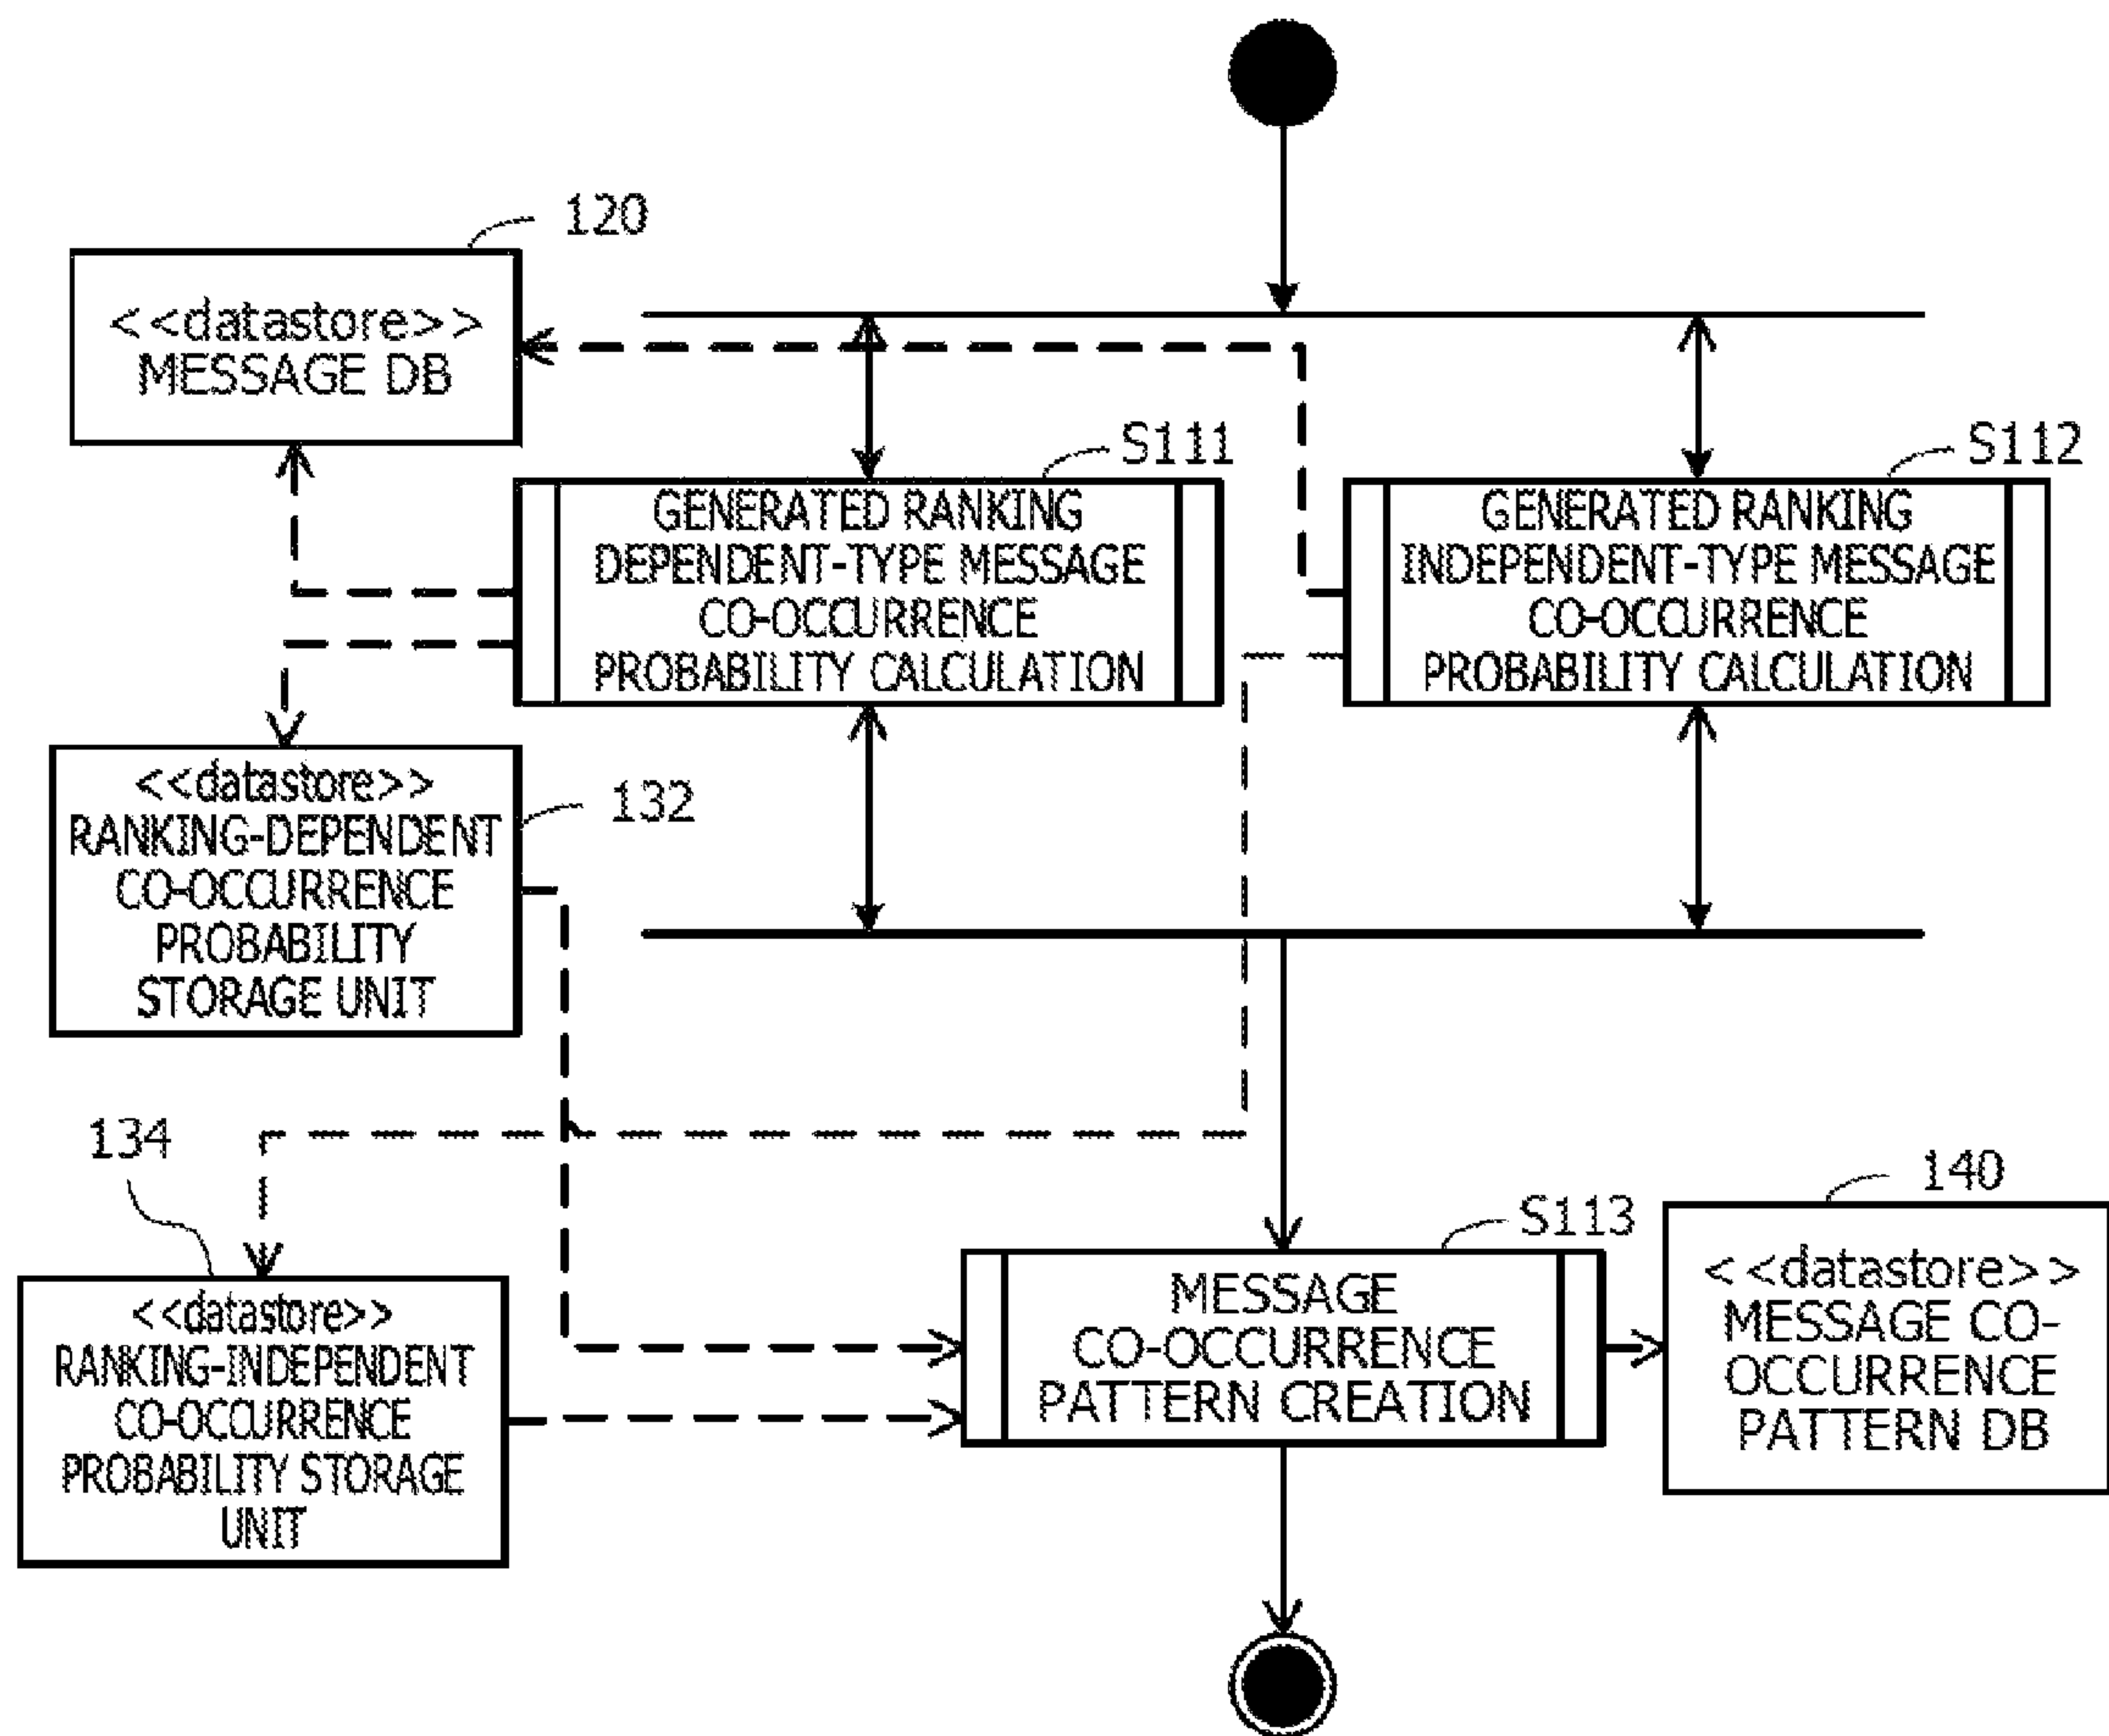 120
<<datastore>>
MESSAGE DB
S111
GENERATED RANKING
DEPENDENT-TYPE MESSAGE
CO-OCCURRENCE
PROBABILITY CALCULATION
S112
GENERATED RANKING
INDEPENDENT-TYPE MESSAGE
CO-OCCURRENCE
PROBABILITY CALCULATION
<<datastore>>
RANKING-DEPENDENT
CO-OCCURRENCE
PROBABILITY
STORAGE UNIT
132
134
<<datastore>>
RANKING-INDEPENDENT
CO-OCCURRENCE
PROBABILITY STORAGE
UNIT
S113
MESSAGE
CO-OCCURRENCE
PATTERN CREATION
140
<<datastore>>
MESSAGE CO-
OCCURRENCE
PATTERN DB